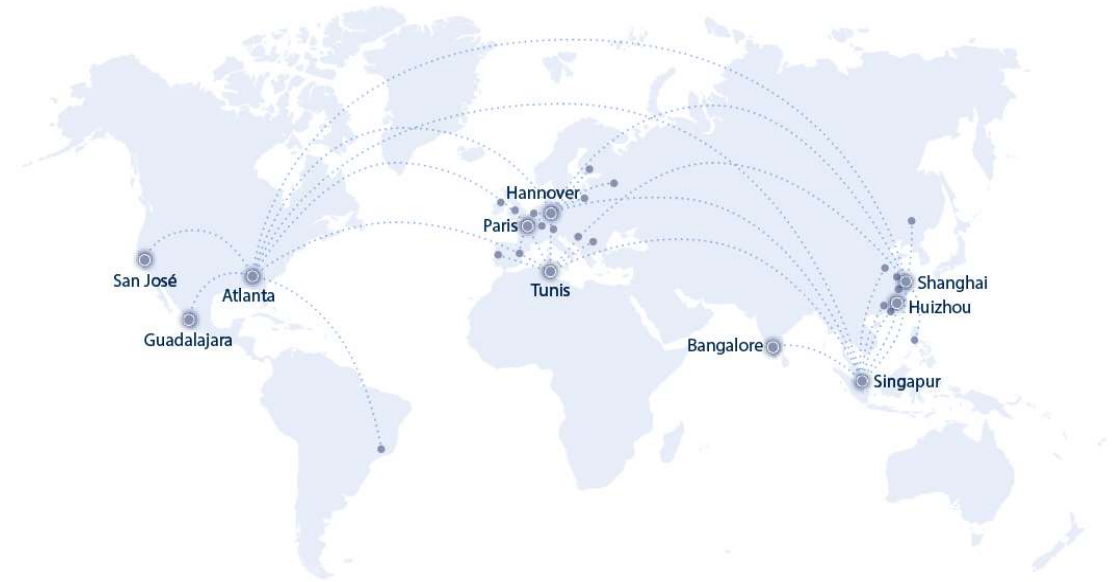 Hannover
Paris
San José
Atlanta
Tunis
Shanghai
Huizhou
Guadalajara
Bangalore
Singapur